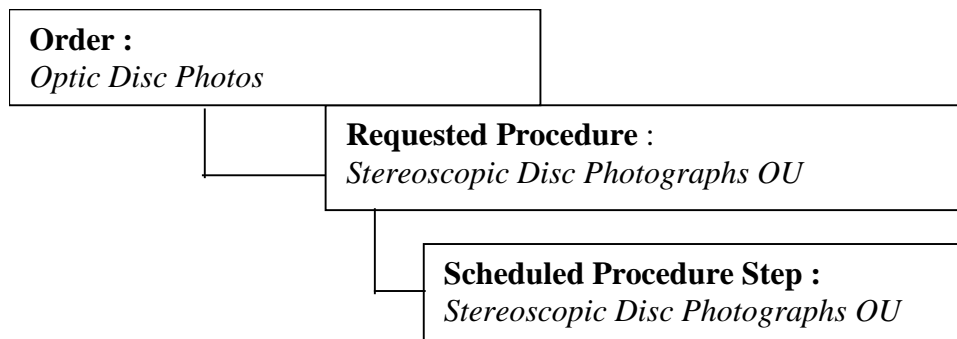 Order :
Optic Disc Photos
Requested Procedure :
Stereoscopic Disc Photographs OU
Scheduled Procedure Step :
Stereoscopic Disc Photographs OU